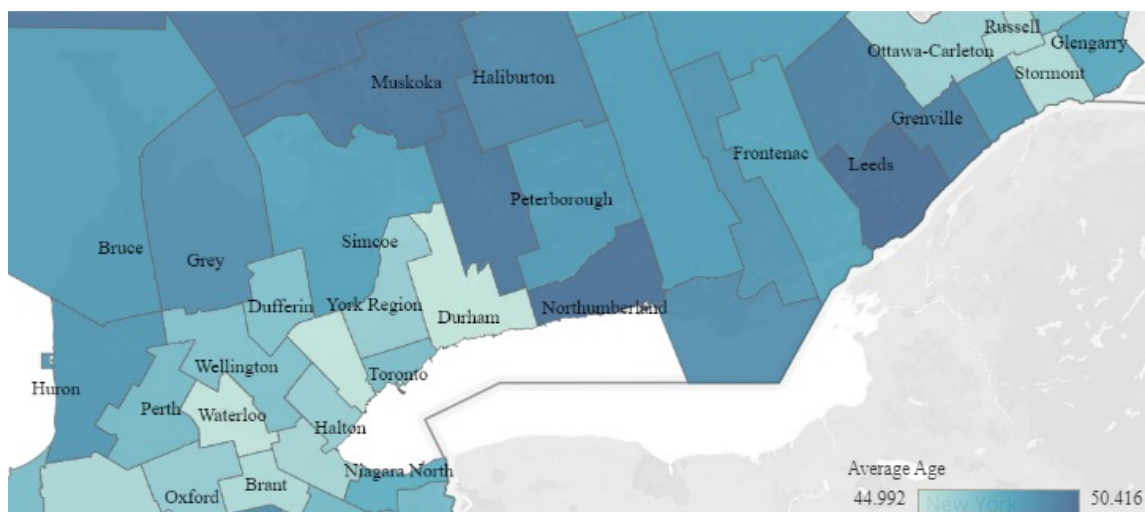 Russell
Ottawa-Carleton
Glengarry
Stormont
Muskoka
Haliburton
Grenville
Frontenac
Leeds
Peterborough
Bruce
Simcoe
Grey
Dufferin
York Region
Durham
Northumberland
Wellington
Toronto
Huron
Perth
Waterloo
Halton
Niagara North
Brant
Oxford
Average Age
44.992 New York 50.416